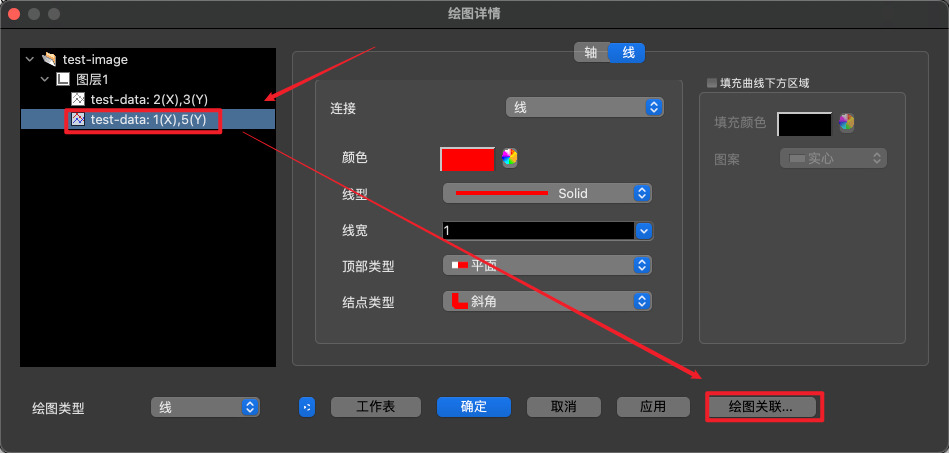 绘图详情
test-image
图层1
test-data: 2(X),3(Y)
test-data: 1(X),5(Y)
轴 线
连接 线
颜色
线型 Solid
线宽 1
顶部类型 平面
结点类型 斜角
填充曲线下方区域
填充颜色
图案 实心
绘图类型 线 工作表 确定 取消 应用 绘图关联...